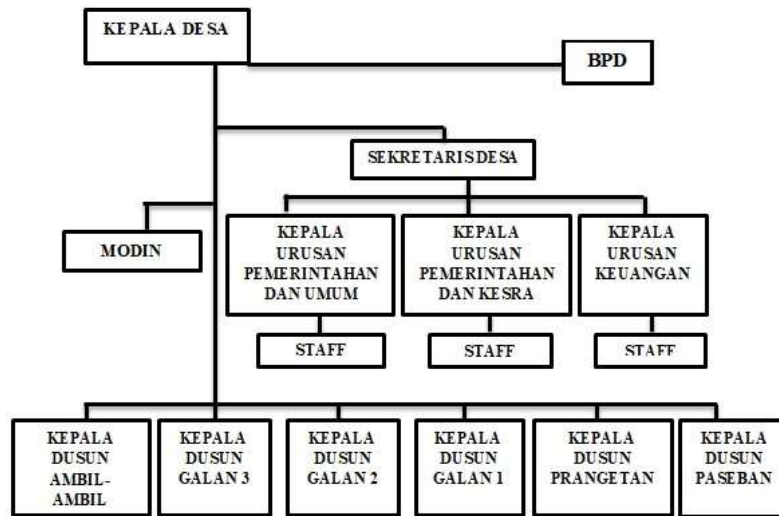 KEPALA DESA
BPD
SEKRETARIS DESA
MODIN
KEPALA
URUSAN
PEMERINTAHAN
DAN UMUM
KEPALA
URUSAN
PEMERINTAHAN
DAN KESRA
KEPALA
URUSAN
KEUANGAN
STAFF
STAFF
STAFF
KEPALA
DUSUN
AMBIL-
AMBIL
KEPALA
DUSUN
GALAN 3
KEPALA
DUSUN
GALAN 2
KEPALA
DUSUN
GALAN 1
KEPALA
DUSUN
PRANGETAN
KEPALA
DUSUN
PASEBAN